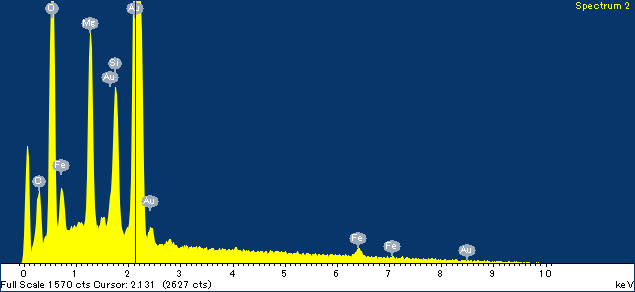 Spectrum 2
O
Au
Mg
Si
Au
Fe
C
Au
Fe
Fe
Au
0 1 2 3 4 5 6 7 8 9 10
Full Scale 1570 cts Cursor: 2.131 (2627 cts) keV